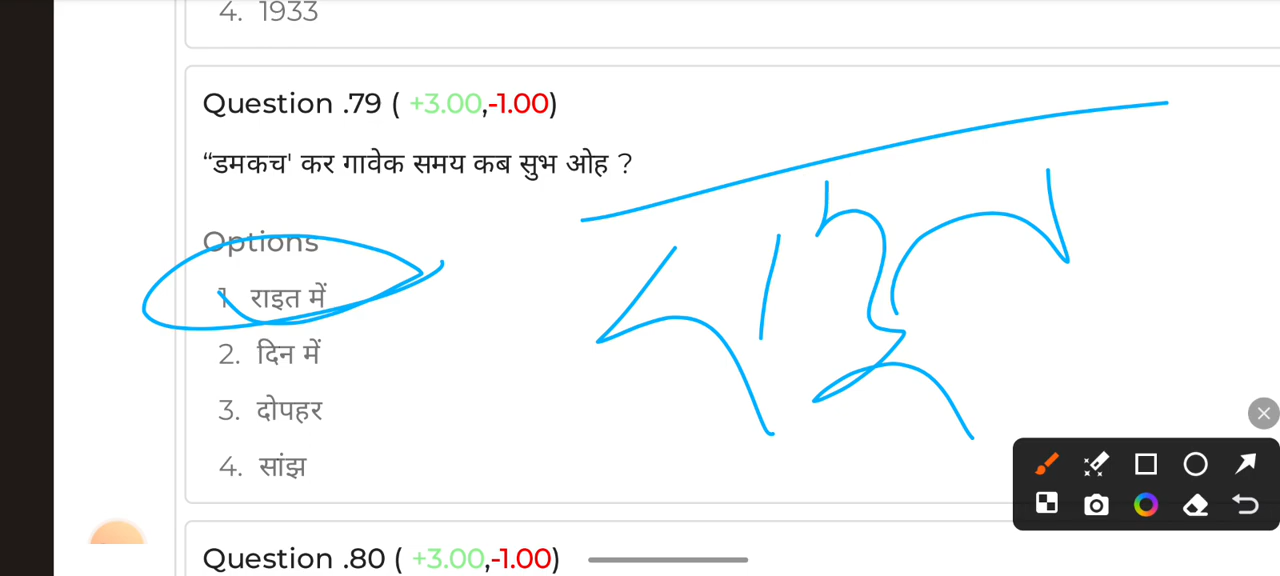 4. 1933
Question .79 ( +3.00,-1.00)
“डमकच' कर गावेक समय कब सुभ ओह ?
Options
1. राइत में
2. दिन में
3. दोपहर
4. सांझ
Question .80 ( +3.00,-1.00)